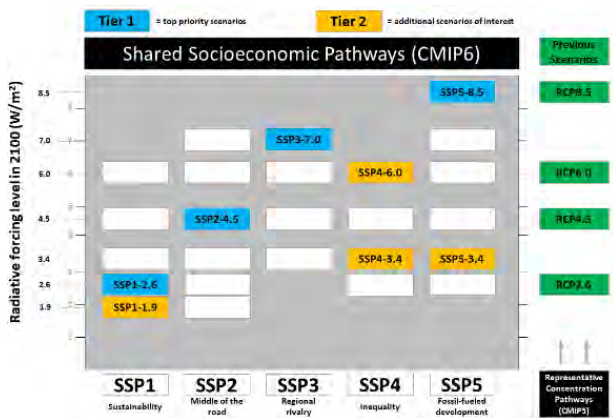 Tier 1 = top priority scenarios
Tier 2 = additional scenarios of interest
Shared Socioeconomic Pathways (CMIP6)
Previous
Scenarios
Radiative forcing level in 2100 (W/m²)
8.5
SSP5-8.5
RCP8.5
7.0
SSP3-7.0
6.0
SSP4-6.0
RCP6.0
4.5
SSP2-4.5
RCP4.5
3.4
SSP4-3.4
SSP5-3.4
2.6
SSP1-2.6
RCP2.6
1.9
SSP1-1.9
SSP1
SSP2
SSP3
SSP4
SSP5
Sustainability
Middle of the
road
Regional
rivalry
Inequality
Fossil-fueled
development
Representative
Concentration
Pathways
(CMIP5)